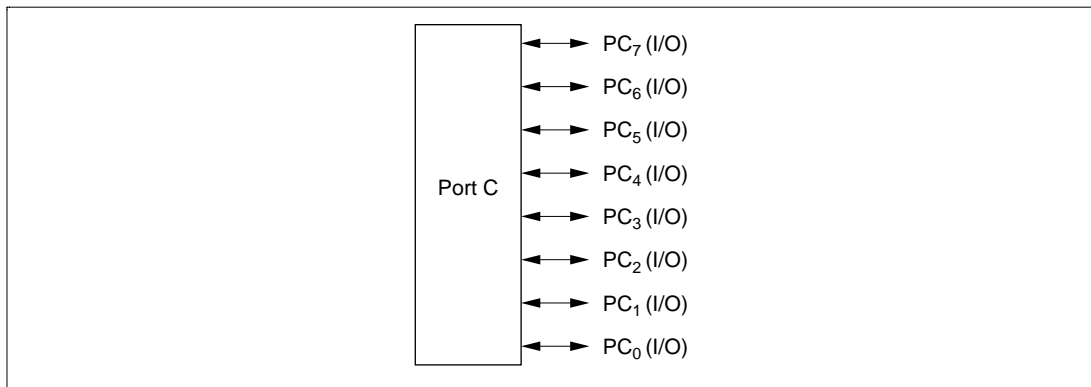 PC₇ (I/O)
PC₆ (I/O)
PC₅ (I/O)
PC₄ (I/O)
Port C
PC₃ (I/O)
PC₂ (I/O)
PC₁ (I/O)
PC₀ (I/O)